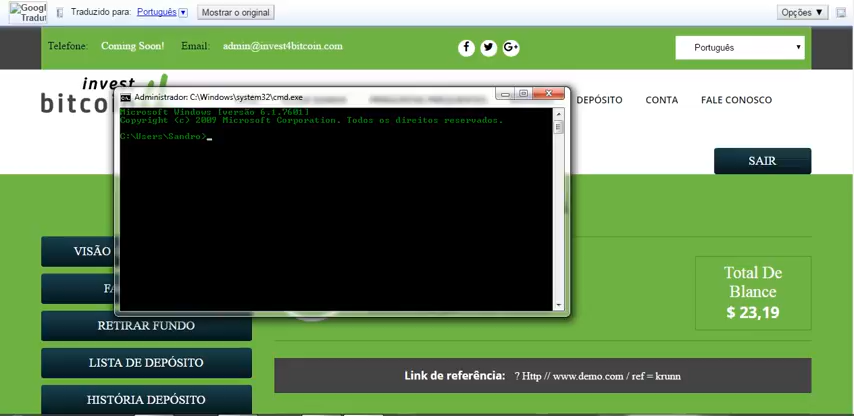 Google
Tradut
Traduzido para: Português
Mostrar o original
Opções ▼
Telefone: Coming Soon! Email: admin@invest4bitcoin.com
Português
invest
bitco
Administrador: C:\Windows\system32\cmd.exe
DEPÓSITO CONTA FALE CONOSCO
Microsoft Windows [versão 6.1.7601]
Copyright (c) 2009 Microsoft Corporation. Todos os direitos reservados.
C:\Users\Sandro>
SAIR
VISÃO
FA
RETIRAR FUNDO
LISTA DE DEPÓSITO
HISTÓRIA DEPÓSITO
Total De
Blance
$ 23,19
Link de referência: ? Http // www.demo.com / ref = krunn